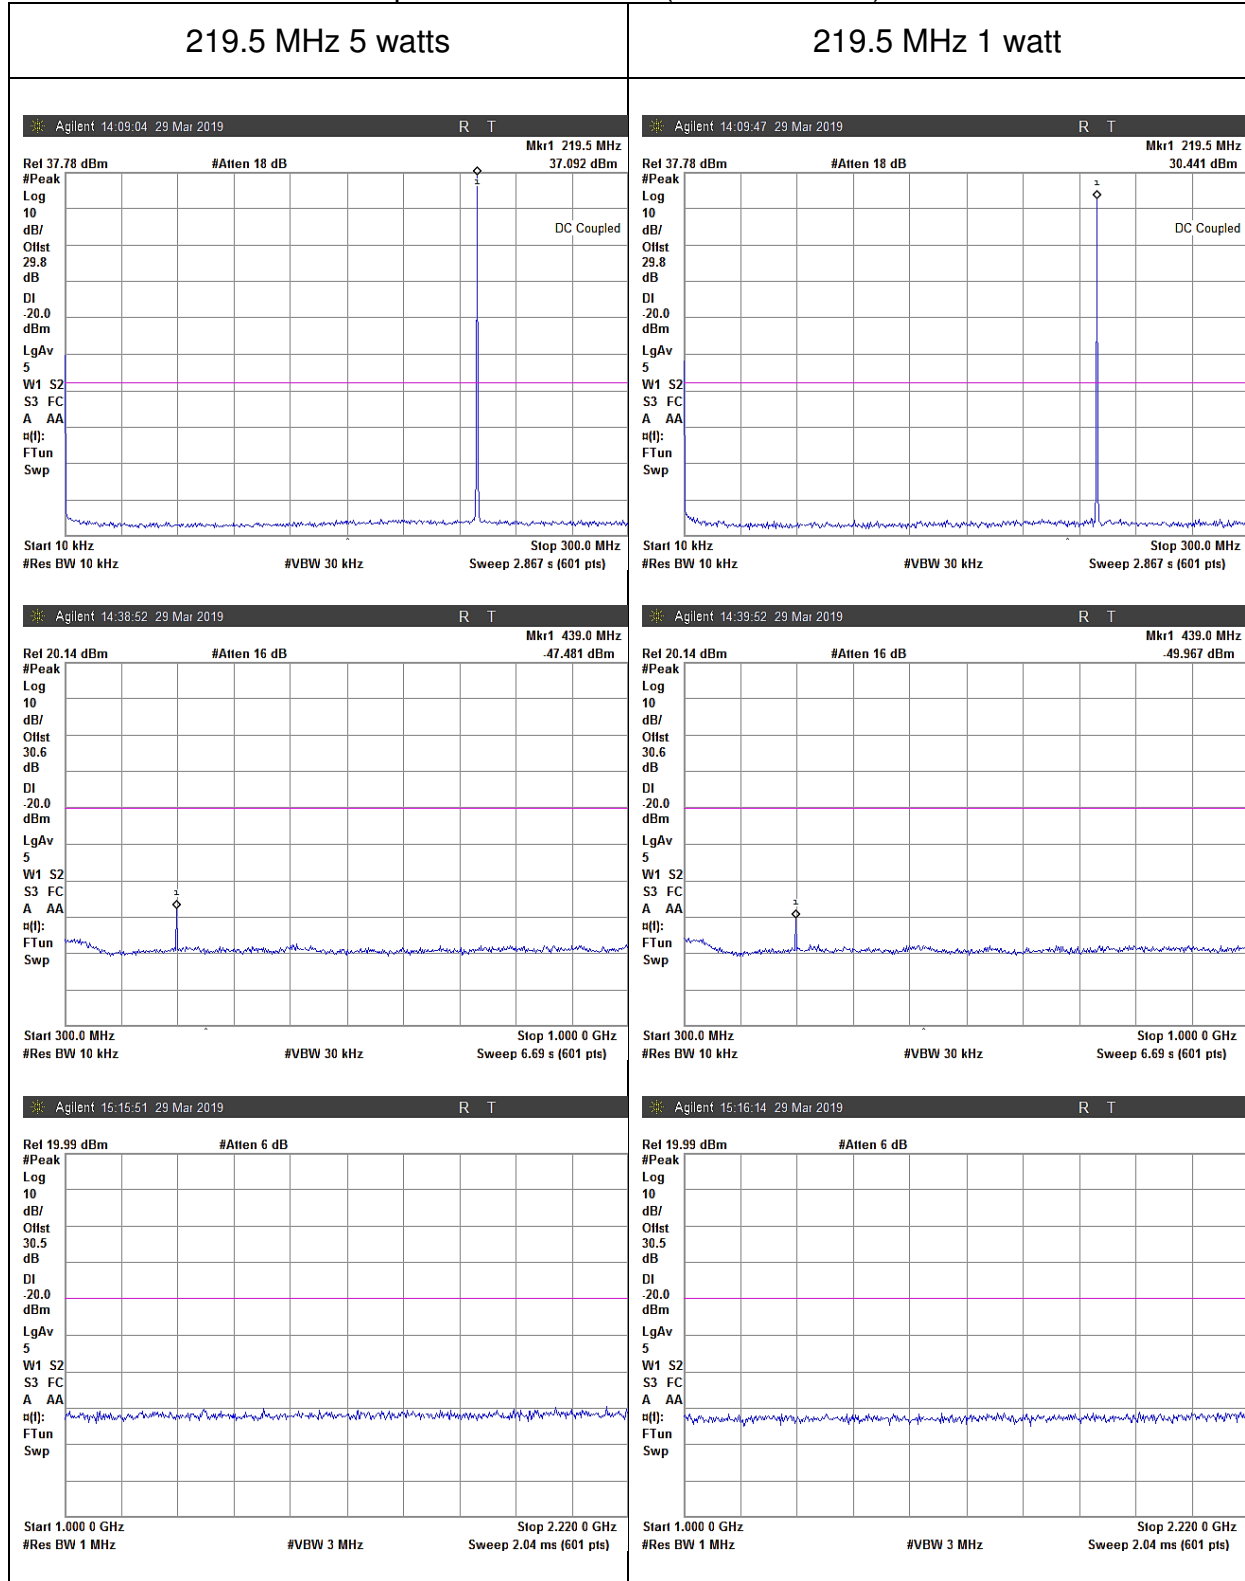 219.5 MHz 5 watts
219.5 MHz 1 watt
Agilent 14:09:04 29 Mar 2019 R T
Mkr1 219.5 MHz
Ref 37.78 dBm #Atten 18 dB 37.092 dBm
#Peak
Log
10
dB/
Offst
29.8
dB
DI
-20.0
dBm
LgAv
5
W1 S2
S3 FC
A AA
¤(f):
FTun
Swp
1
DC Coupled
Start 10 kHz Stop 300.0 MHz
#Res BW 10 kHz #VBW 30 kHz Sweep 2.867 s (601 pts)
Agilent 14:09:47 29 Mar 2019 R T
Mkr1 219.5 MHz
Ref 37.78 dBm #Atten 18 dB 30.441 dBm
#Peak
Log
10
dB/
Offst
29.8
dB
DI
-20.0
dBm
LgAv
5
W1 S2
S3 FC
A AA
¤(f):
FTun
Swp
1
DC Coupled
Start 10 kHz Stop 300.0 MHz
#Res BW 10 kHz #VBW 30 kHz Sweep 2.867 s (601 pts)
Agilent 14:38:52 29 Mar 2019 R T
Mkr1 439.0 MHz
Ref 20.14 dBm #Atten 16 dB -47.481 dBm
#Peak
Log
10
dB/
Offst
30.6
dB
DI
-20.0
dBm
LgAv
5
W1 S2
S3 FC
A AA
¤(f):
FTun
Swp
1
Start 300.0 MHz Stop 1.000 0 GHz
#Res BW 10 kHz #VBW 30 kHz Sweep 6.69 s (601 pts)
Agilent 14:39:52 29 Mar 2019 R T
Mkr1 439.0 MHz
Ref 20.14 dBm #Atten 16 dB -49.967 dBm
#Peak
Log
10
dB/
Offst
30.6
dB
DI
-20.0
dBm
LgAv
5
W1 S2
S3 FC
A AA
¤(f):
FTun
Swp
1
Start 300.0 MHz Stop 1.000 0 GHz
#Res BW 10 kHz #VBW 30 kHz Sweep 6.69 s (601 pts)
Agilent 15:15:51 29 Mar 2019 R T
Ref 19.99 dBm #Atten 6 dB
#Peak
Log
10
dB/
Offst
30.5
dB
DI
-20.0
dBm
LgAv
5
W1 S2
S3 FC
A AA
¤(f):
FTun
Swp
Start 1.000 0 GHz Stop 2.220 0 GHz
#Res BW 1 MHz #VBW 3 MHz Sweep 2.04 ms (601 pts)
Agilent 15:16:14 29 Mar 2019 R T
Ref 19.99 dBm #Atten 6 dB
#Peak
Log
10
dB/
Offst
30.5
dB
DI
-20.0
dBm
LgAv
5
W1 S2
S3 FC
A AA
¤(f):
FTun
Swp
Start 1.000 0 GHz Stop 2.220 0 GHz
#Res BW 1 MHz #VBW 3 MHz Sweep 2.04 ms (601 pts)